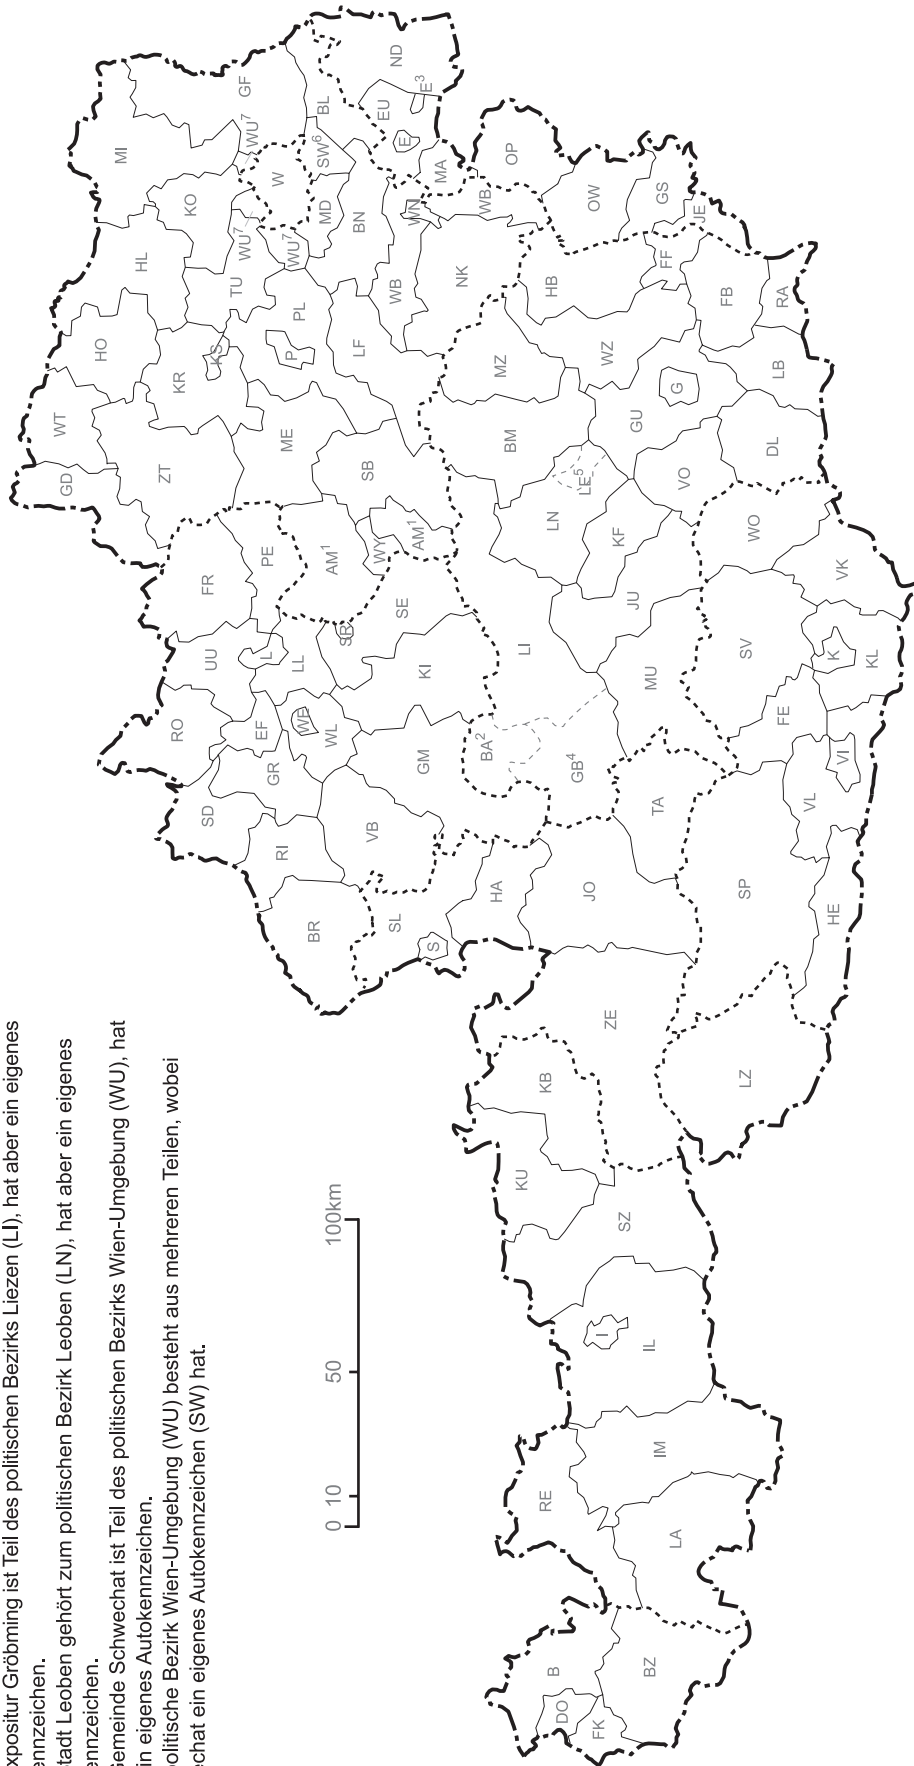 xpositur Gröbming ist Teil des politischen Bezirks Liezen (LI), hat aber ein eigenes
ennzeichen.
tadt Leoben gehört zum politischen Bezirk Leoben (LN), hat aber ein eigenes
ennzeichen.
Gemeinde Schwechat ist Teil des politischen Bezirks Wien-Umgebung (WU), hat
in eigenes Autokennzeichen.
olitische Bezirk Wien-Umgebung (WU) besteht aus mehreren Teilen, wobei
echat ein eigenes Autokennzeichen (SW) hat.
0 10 50 100km
GD
WT
HO
HL
MI
ZT
KR
KS
KO
GF
WU7
WU7
WU7
TU
W
PL
P
ME
SW6
BL
MD
BN
LF
SB
AM1
AM1
WY
WB
WB
WN
NK
EU
E
E3
ND
MA
OP
OW
GS
JE
RO
UU
FR
PE
L
LL
EF
GR
SD
RI
BR
WE
WL
SR
SE
KI
GM
VB
SL
S
HA
JO
TA
ZE
BA2
GB4
LI
MU
JU
KF
LN
LE5
BM
MZ
HB
FF
FB
RA
WZ
GU
G
VO
DL
LB
WO
VK
SV
K
KL
FE
VI
VL
SP
HE
LZ
KB
KU
SZ
IL
I
IM
RE
LA
B
DO
FK
BZ